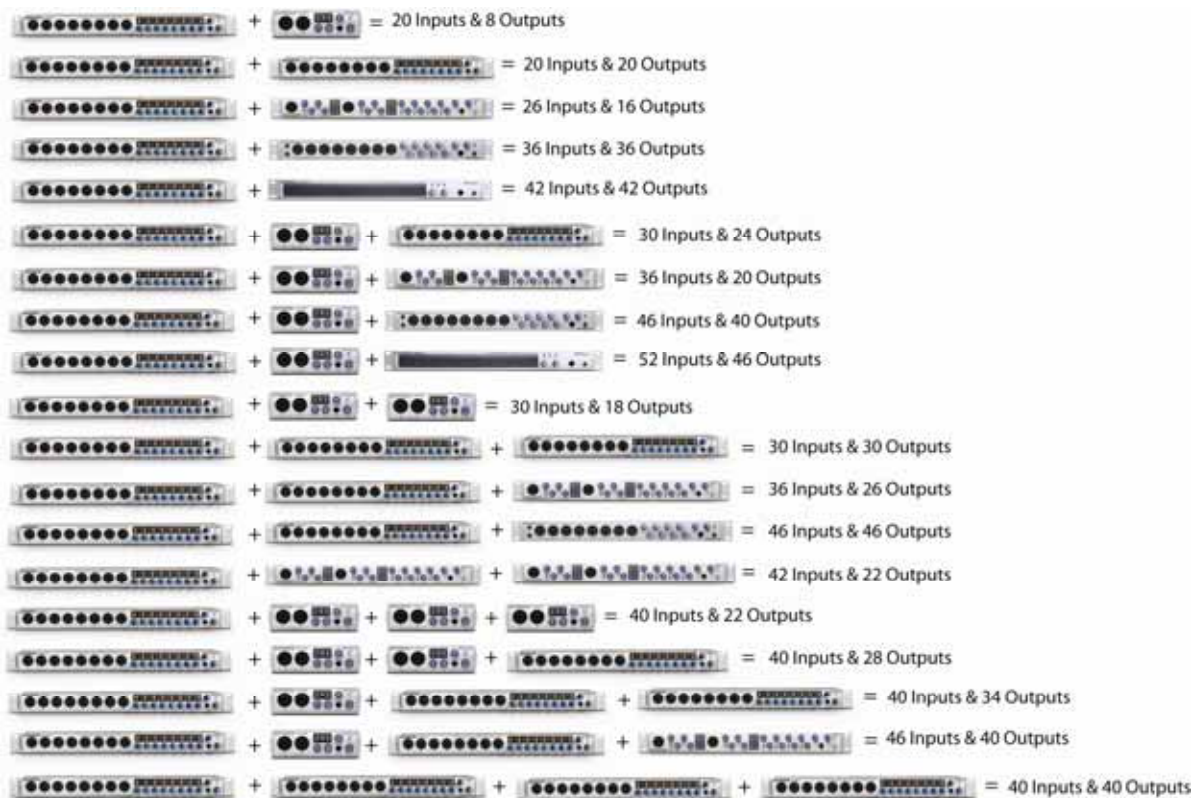 + = 20 Inputs & 8 Outputs
+ = 20 Inputs & 20 Outputs
+ = 26 Inputs & 16 Outputs
+ = 36 Inputs & 36 Outputs
+ = 42 Inputs & 42 Outputs
+ + = 30 Inputs & 24 Outputs
+ + = 36 Inputs & 20 Outputs
+ + = 46 Inputs & 40 Outputs
+ + = 52 Inputs & 46 Outputs
+ + = 30 Inputs & 18 Outputs
+ + = 30 Inputs & 30 Outputs
+ + = 36 Inputs & 26 Outputs
+ + = 46 Inputs & 46 Outputs
+ + = 42 Inputs & 22 Outputs
+ + + = 40 Inputs & 22 Outputs
+ + + = 40 Inputs & 28 Outputs
+ + + = 40 Inputs & 34 Outputs
+ + + = 46 Inputs & 40 Outputs
+ + + = 40 Inputs & 40 Outputs